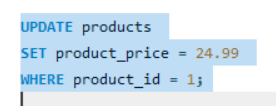 UPDATE products
SET product_price = 24.99
WHERE product_id = 1;